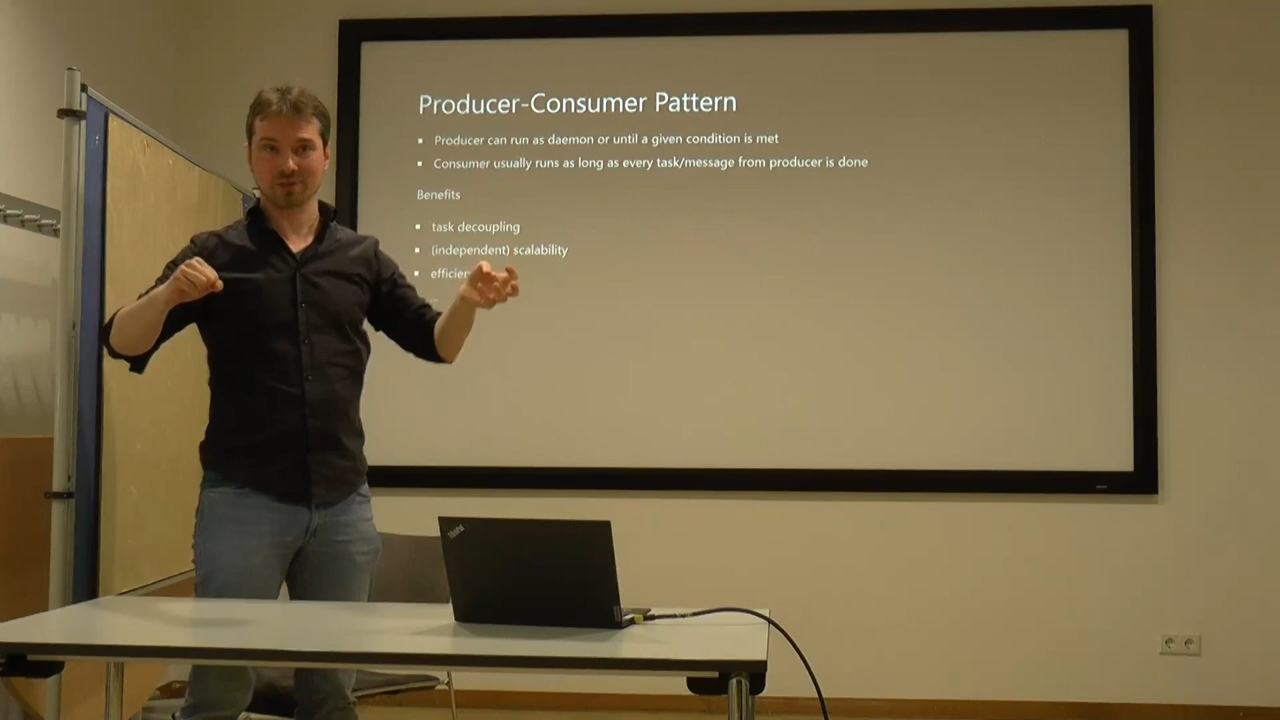 Producer-Consumer Pattern
Producer can run as daemon or until a given condition is met
Consumer usually runs as long as every task/message from producer is done
Benefits
task decoupling
(independent) scalability
ThinkPad